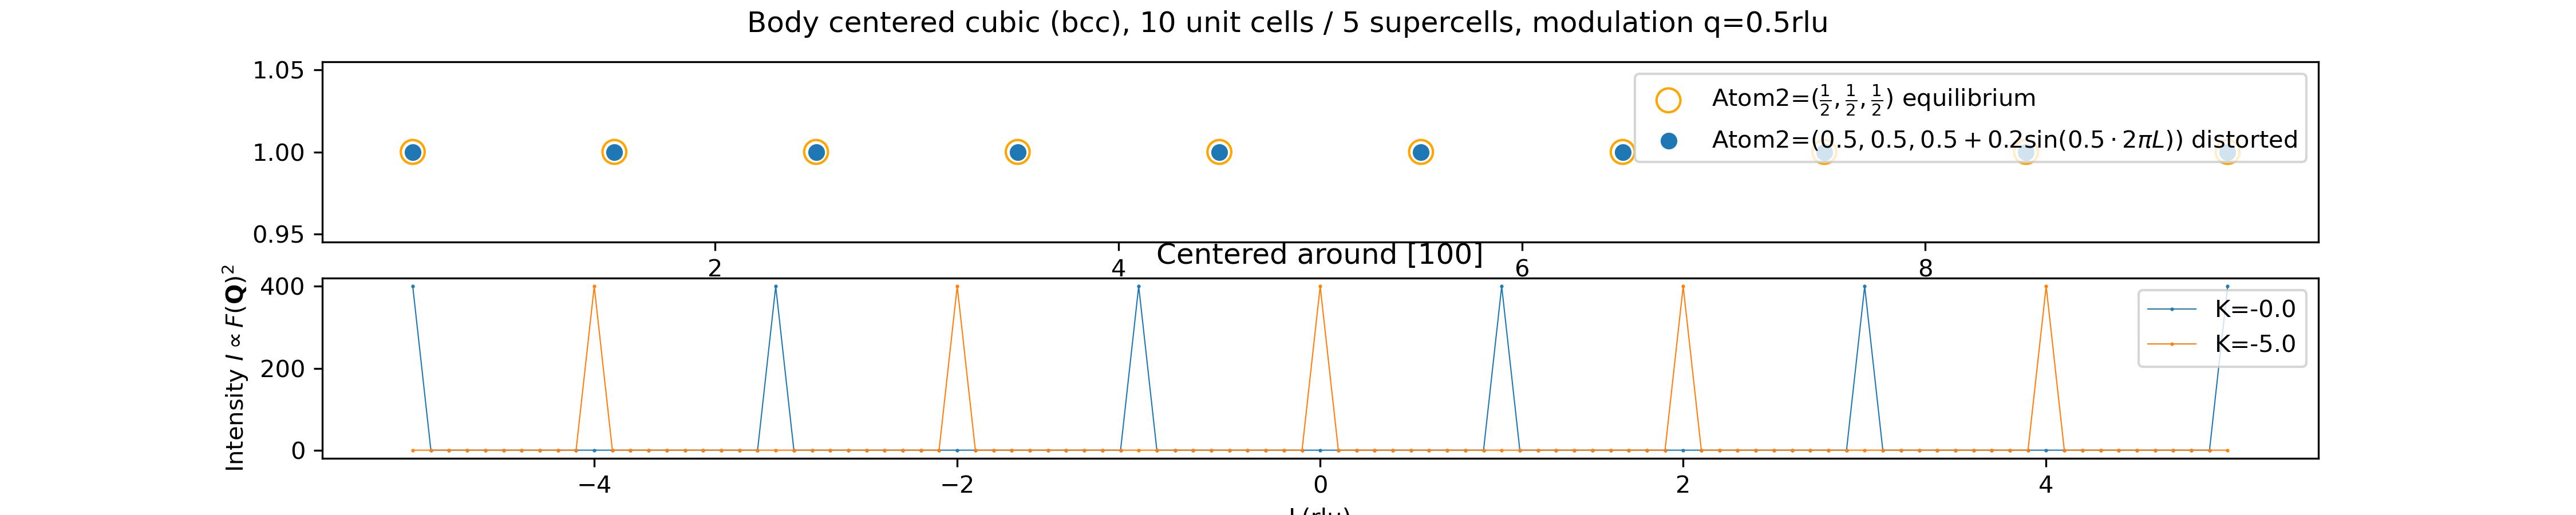 Body centered cubic (bcc), 10 unit cells / 5 supercells, modulation q=0.5rlu
1.05
1.00
0.95
Atom2=(1/2, 1/2, 1/2) equilibrium
Atom2=(0.5, 0.5, 0.5 + 0.2sin(0.5 · 2πL)) distorted
2 4 6 8
Centered around [100]
Intensity I ∝ F(Q)²
400
200
0
K=-0.0
K=-5.0
−4 −2 0 2 4